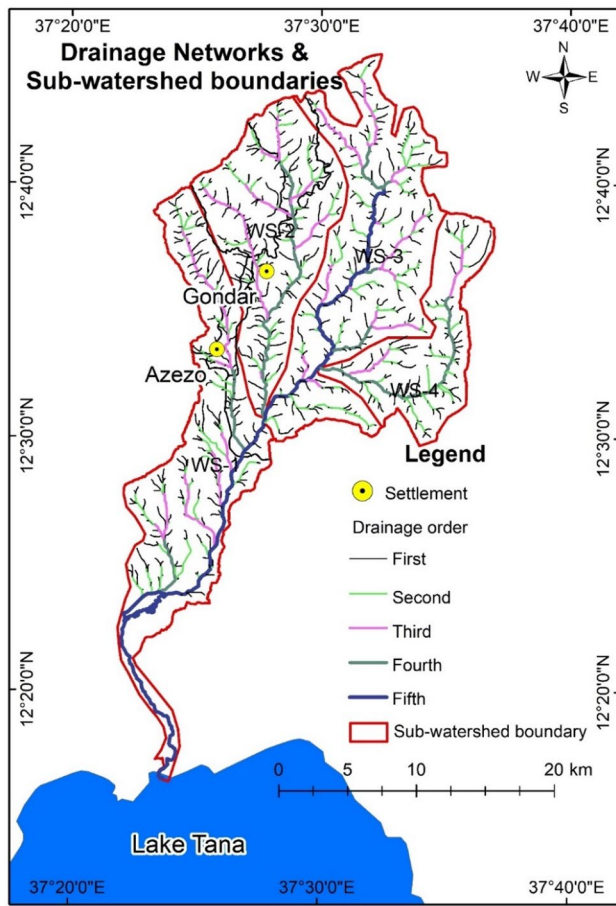 37°20'0"E 37°30'0"E 37°40'0"E
Drainage Networks &
Sub-watershed boundaries
N
W E
S
12°40'0"N 12°40'0"N
WS-2
WS-3
Gondar
Azezo
WS-4
12°30'0"N 12°30'0"N
WS-
Legend
Settlement
Drainage order
First
Second
Third
Fourth
Fifth
Sub-watershed boundary
12°20'0"N 12°20'0"N
0 5 10 20 km
Lake Tana
37°20'0"E 37°30'0"E 37°40'0"E